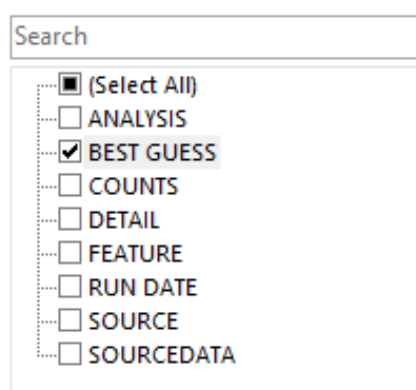 Search
(Select All)
ANALYSIS
BEST GUESS
COUNTS
DETAIL
FEATURE
RUN DATE
SOURCE
SOURCEDATA